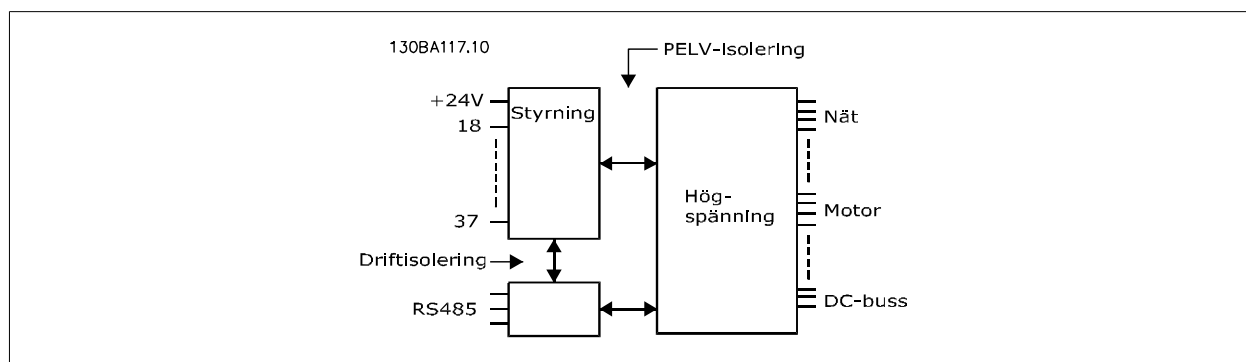 130BA117.10
PELV-isolering
+24V
Styrning
18
37
Nät
Hög-
spänning
Motor
Driftisolering
RS485
DC-buss